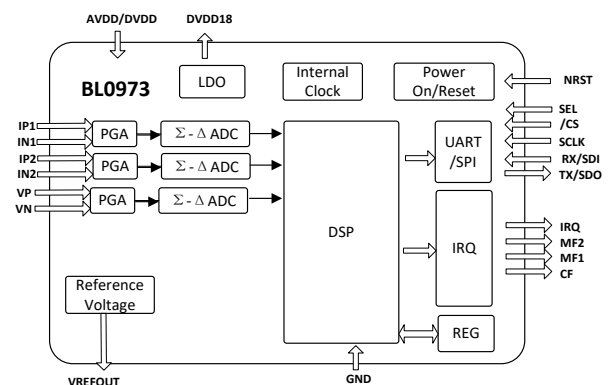 AVDD/DVDD
DVDD18
BL0973
LDO
Internal
Clock
Power
On/Reset
NRST
SEL
/CS
SCLK
RX/SDI
TX/SDO
IP1
IN1
IP2
IN2
VP
VN
PGA
Σ - Δ ADC
PGA
Σ - Δ ADC
PGA
Σ - Δ ADC
DSP
UART
/SPI
IRQ
IRQ
MF2
MF1
CF
Reference
Voltage
REG
VREFOUT
GND